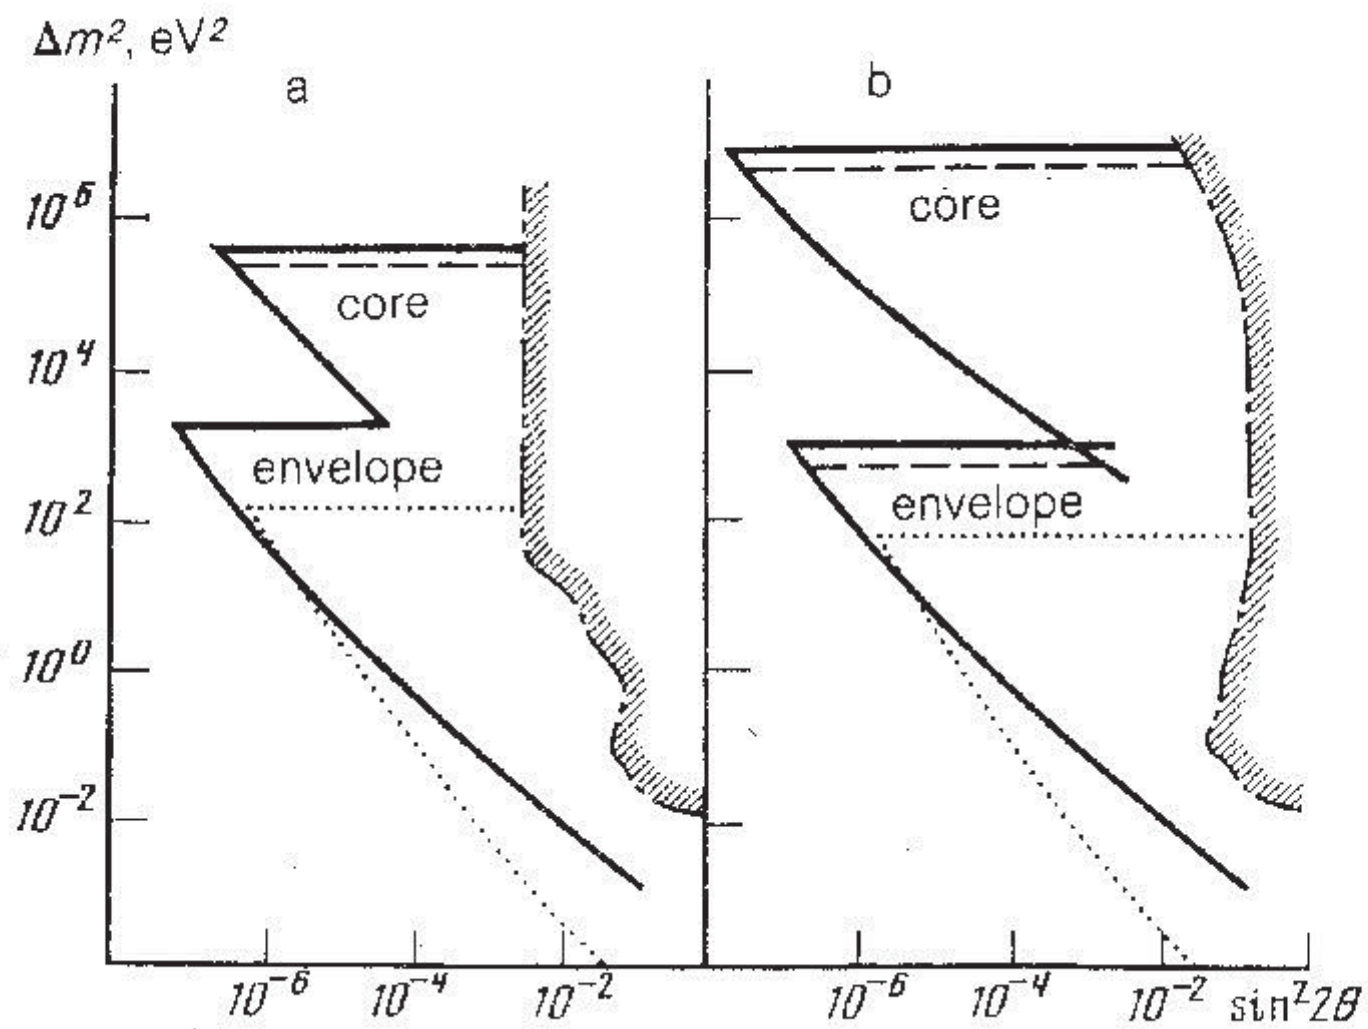 Δm², eV²
a
b
10⁶
core
core
10⁴
envelope
envelope
10²
10⁰
10⁻²
10⁻⁶ 10⁻⁴ 10⁻² 10⁻⁶ 10⁻⁴ 10⁻² sin²2θ